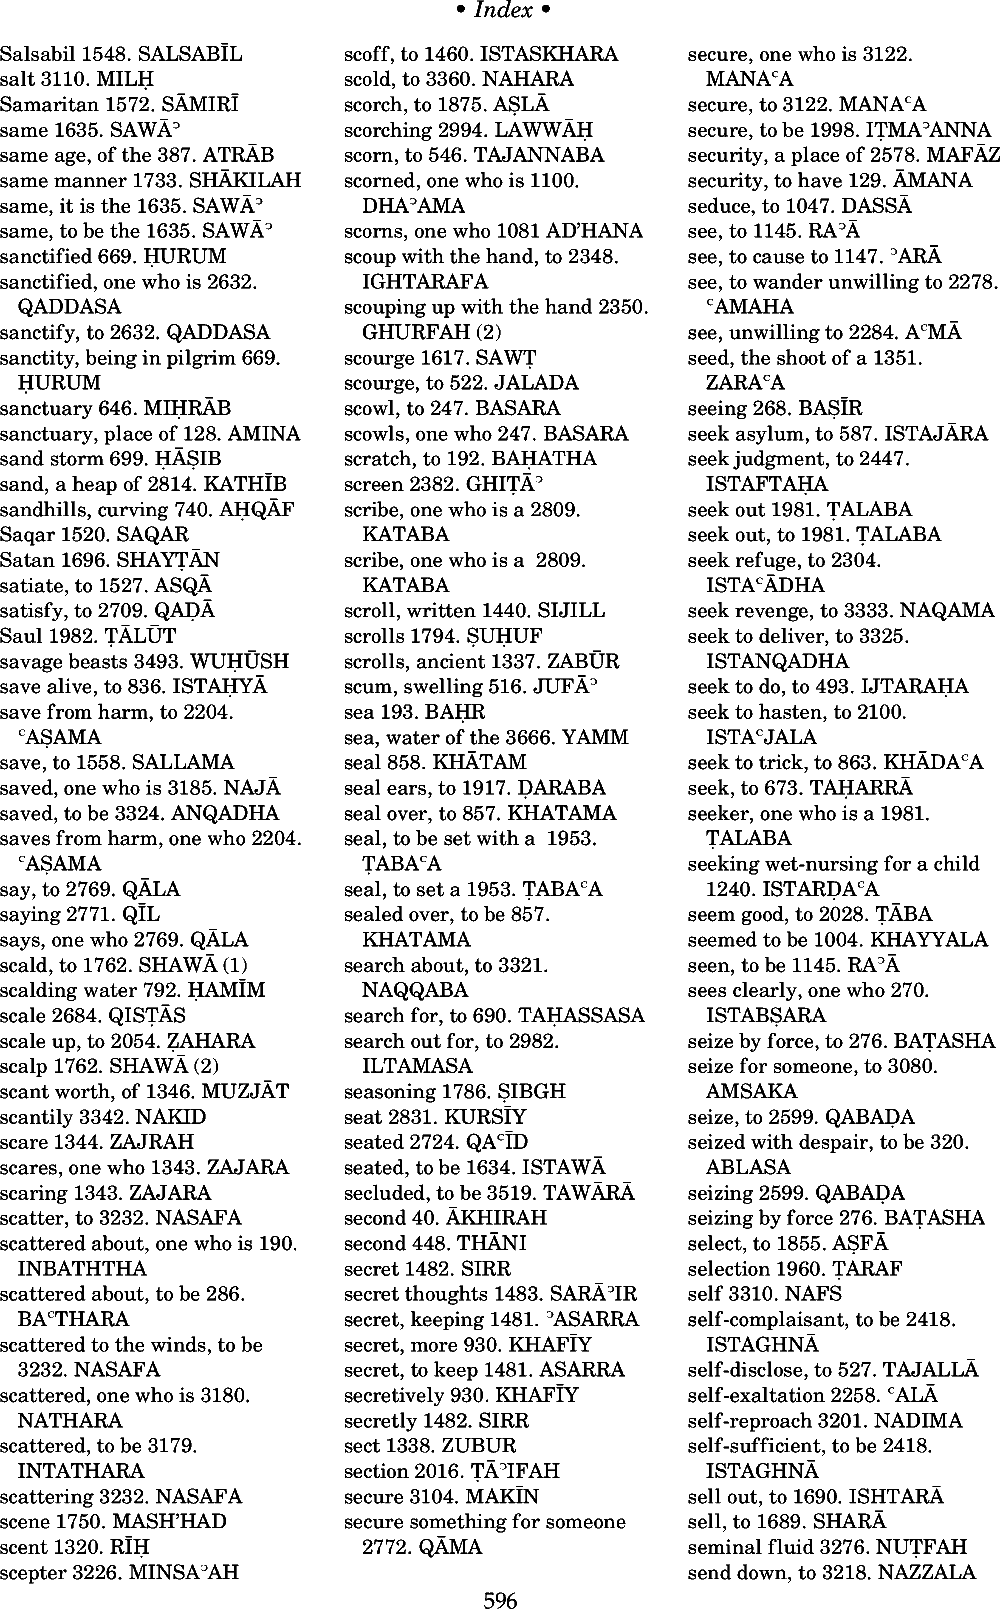 • Index •
Salsabil 1548. SALSABĪL
salt 3110. MILḤ
Samaritan 1572. SĀMIRĪ
same 1635. SAWĀᵓ
same age, of the 387. ATRĀB
same manner 1733. SHĀKILAH
same, it is the 1635. SAWĀᵓ
same, to be the 1635. SAWĀᵓ
sanctified 669. ḤURUM
sanctified, one who is 2632.
QADDASA
sanctify, to 2632. QADDASA
sanctity, being in pilgrim 669.
ḤURUM
sanctuary 646. MIḤRĀB
sanctuary, place of 128. AMINA
sand storm 699. ḤĀṢIB
sand, a heap of 2814. KATHĪB
sandhills, curving 740. AḤQĀF
Saqar 1520. SAQAR
Satan 1696. SHAYṬĀN
satiate, to 1527. ASQĀ
satisfy, to 2709. QAḌĀ
Saul 1982. ṬĀLŪT
savage beasts 3493. WUḤŪSH
save alive, to 836. ISTAḤYĀ
save from harm, to 2204.
ᶜAṢAMA
save, to 1558. SALLAMA
saved, one who is 3185. NAJĀ
saved, to be 3324. ANQADHA
saves from harm, one who 2204.
ᶜAṢAMA
say, to 2769. QĀLA
saying 2771. QĪL
says, one who 2769. QĀLA
scald, to 1762. SHAWĀ (1)
scalding water 792. ḤAMĪM
scale 2684. QISṬĀS
scale up, to 2054. ẒAHARA
scalp 1762. SHAWĀ (2)
scant worth, of 1346. MUZJĀT
scantily 3342. NAKID
scare 1344. ZAJRAH
scares, one who 1343. ZAJARA
scaring 1343. ZAJARA
scatter, to 3232. NASAFA
scattered about, one who is 190.
INBATHTHA
scattered about, to be 286.
BAᶜTHARA
scattered to the winds, to be
3232. NASAFA
scattered, one who is 3180.
NATHARA
scattered, to be 3179.
INTATHARA
scattering 3232. NASAFA
scene 1750. MASH’HAD
scent 1320. RĪḤ
scepter 3226. MINSAᵓAH
scoff, to 1460. ISTASKHARA
scold, to 3360. NAHARA
scorch, to 1875. AṢLĀ
scorching 2994. LAWWĀḤ
scorn, to 546. TAJANNABA
scorned, one who is 1100.
DHAᵓAMA
scorns, one who 1081 AD’HANA
scoup with the hand, to 2348.
IGHTARAFA
scouping up with the hand 2350.
GHURFAH (2)
scourge 1617. SAWṬ
scourge, to 522. JALADA
scowl, to 247. BASARA
scowls, one who 247. BASARA
scratch, to 192. BAḤATHA
screen 2382. GHIṬĀᵓ
scribe, one who is a 2809.
KATABA
scribe, one who is a  2809.
KATABA
scroll, written 1440. SIJILL
scrolls 1794. ṢUḤUF
scrolls, ancient 1337. ZABŪR
scum, swelling 516. JUFĀᵓ
sea 193. BAḤR
sea, water of the 3666. YAMM
seal 858. KHĀTAM
seal ears, to 1917. ḌARABA
seal over, to 857. KHATAMA
seal, to be set with a  1953.
ṬABAᶜA
seal, to set a 1953. ṬABAᶜA
sealed over, to be 857.
KHATAMA
search about, to 3321.
NAQQABA
search for, to 690. TAḤASSASA
search out for, to 2982.
ILTAMASA
seasoning 1786. ṢIBGH
seat 2831. KURSĪY
seated 2724. QAᶜĪD
seated, to be 1634. ISTAWĀ
secluded, to be 3519. TAWĀRĀ
second 40. ĀKHIRAH
second 448. THĀNI
secret 1482. SIRR
secret thoughts 1483. SARĀᵓIR
secret, keeping 1481. ᵓASARRA
secret, more 930. KHAFĪY
secret, to keep 1481. ASARRA
secretively 930. KHAFĪY
secretly 1482. SIRR
sect 1338. ZUBUR
section 2016. ṬĀᵓIFAH
secure 3104. MAKĪN
secure something for someone
2772. QĀMA
secure, one who is 3122.
MANAᶜA
secure, to 3122. MANAᶜA
secure, to be 1998. IṬMAᵓANNA
security, a place of 2578. MAFĀZ
security, to have 129. ĀMANA
seduce, to 1047. DASSĀ
see, to 1145. RAᵓĀ
see, to cause to 1147. ᵓARĀ
see, to wander unwilling to 2278.
ᶜAMAHA
see, unwilling to 2284. AᶜMĀ
seed, the shoot of a 1351.
ZARAᶜA
seeing 268. BAṢĪR
seek asylum, to 587. ISTAJĀRA
seek judgment, to 2447.
ISTAFTAḤA
seek out 1981. ṬALABA
seek out, to 1981. ṬALABA
seek refuge, to 2304.
ISTAᶜĀDHA
seek revenge, to 3333. NAQAMA
seek to deliver, to 3325.
ISTANQADHA
seek to do, to 493. IJTARAḤA
seek to hasten, to 2100.
ISTAᶜJALA
seek to trick, to 863. KHĀDAᶜA
seek, to 673. TAḤARRĀ
seeker, one who is a 1981.
ṬALABA
seeking wet-nursing for a child
1240. ISTARḌAᶜA
seem good, to 2028. ṬĀBA
seemed to be 1004. KHAYYALA
seen, to be 1145. RAᵓĀ
sees clearly, one who 270.
ISTABṢARA
seize by force, to 276. BAṬASHA
seize for someone, to 3080.
AMSAKA
seize, to 2599. QABAḌA
seized with despair, to be 320.
ABLASA
seizing 2599. QABAḌA
seizing by force 276. BAṬASHA
select, to 1855. AṢFĀ
selection 1960. ṬARAF
self 3310. NAFS
self-complaisant, to be 2418.
ISTAGHNĀ
self-disclose, to 527. TAJALLĀ
self-exaltation 2258. ᶜALĀ
self-reproach 3201. NADIMA
self-sufficient, to be 2418.
ISTAGHNĀ
sell out, to 1690. ISHTARĀ
sell, to 1689. SHARĀ
seminal fluid 3276. NUṬFAH
send down, to 3218. NAZZALA
596